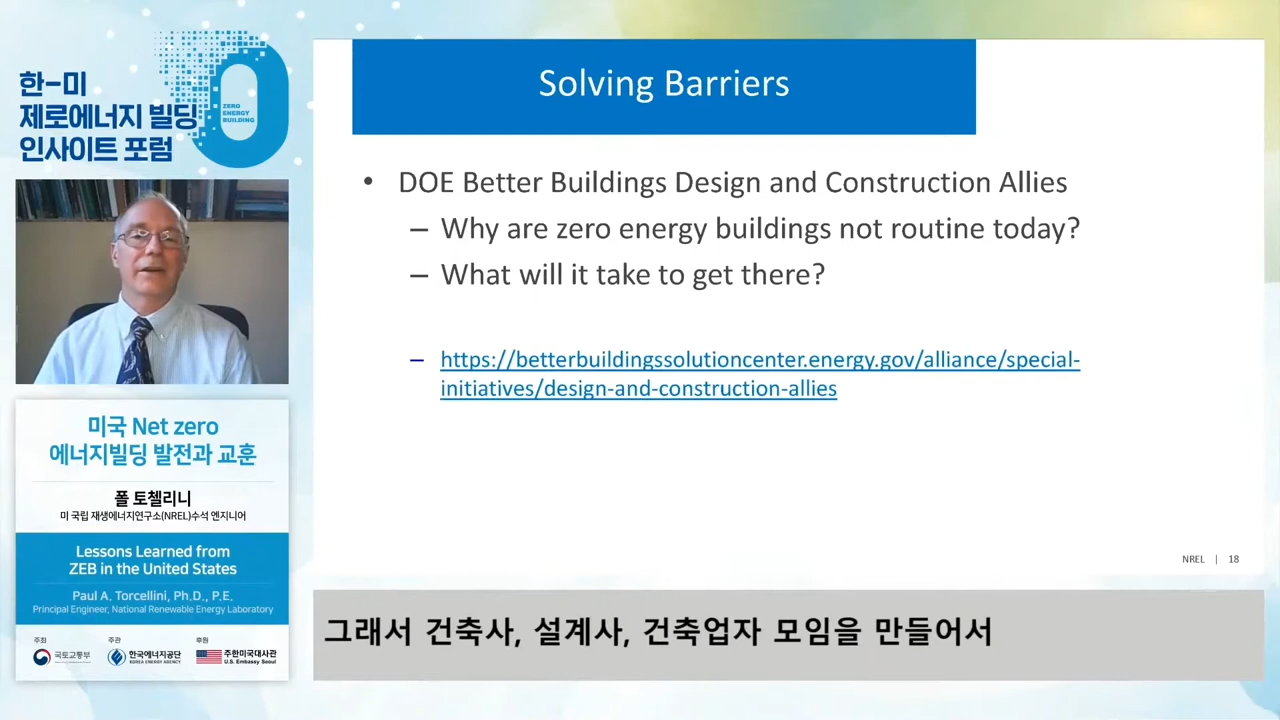 한-미
제로에너지 빌딩
인사이트 포럼
ZERO
ENERGY
BUILDING
미국 Net zero
에너지빌딩 발전과 교훈
폴 토첼리니
미 국립 재생에너지연구소(NREL)수석 엔지니어
Lessons Learned from
ZEB in the United States
Paul A. Torcellini, Ph.D., P.E.
Principal Engineer, National Renewable Energy Laboratory
주최
국토교통부
주관
한국에너지공단
KOREA ENERGY AGENCY
후원
주한미국대사관
U.S. Embassy Seoul
Solving Barriers
• DOE Better Buildings Design and Construction Allies
– Why are zero energy buildings not routine today?
– What will it take to get there?
– https://betterbuildingssolutioncenter.energy.gov/alliance/special-
initiatives/design-and-construction-allies
NREL | 18
그래서 건축사, 설계사, 건축업자 모임을 만들어서